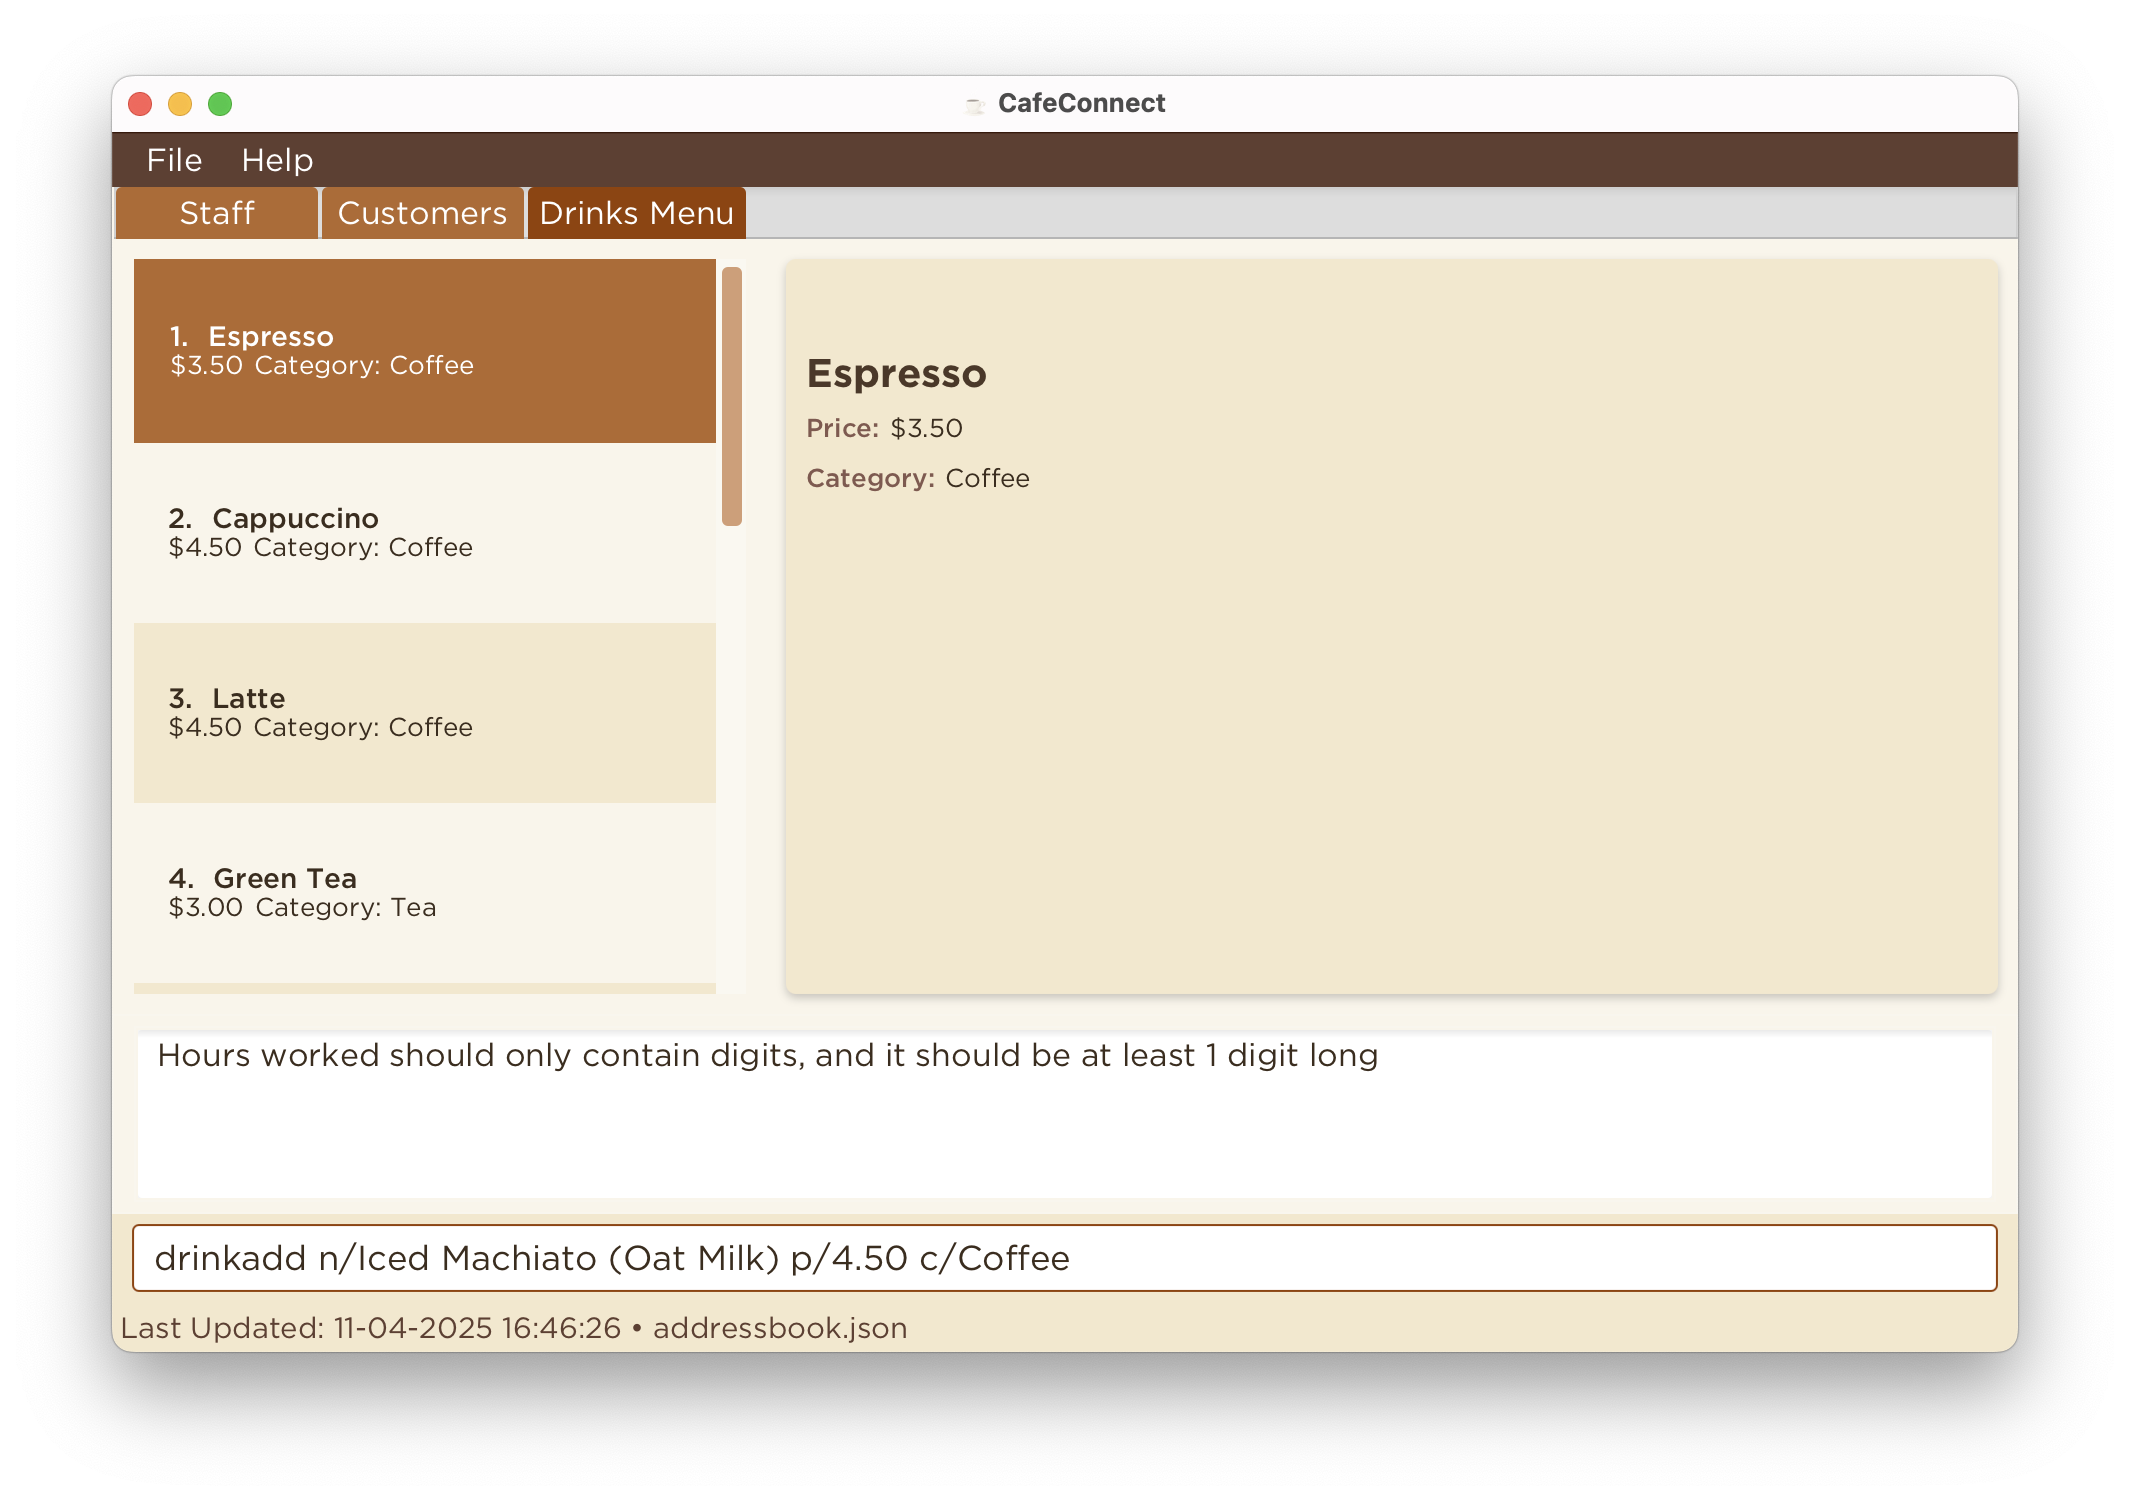 CafeConnect
File Help
Staff Customers Drinks Menu
1. Espresso
$3.50 Category: Coffee
2. Cappuccino
$4.50 Category: Coffee
3. Latte
$4.50 Category: Coffee
4. Green Tea
$3.00 Category: Tea
Espresso
Price: $3.50
Category: Coffee
Hours worked should only contain digits, and it should be at least 1 digit long
drinkadd n/Iced Machiato (Oat Milk) p/4.50 c/Coffee
Last Updated: 11-04-2025 16:46:26 • addressbook.json